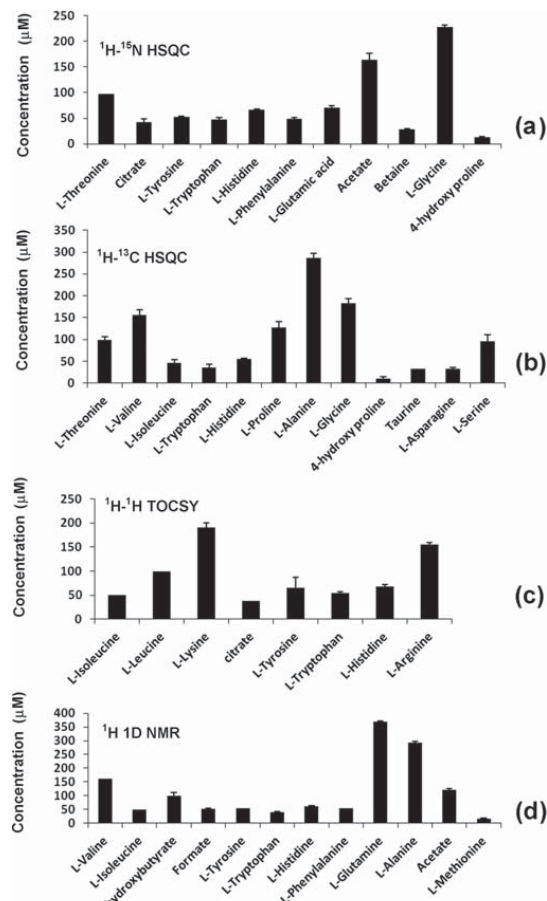 Concentration (µM)
250
200
150
100
50
0
¹H-¹⁵N HSQC
(a)
L-Threonine
Citrate
L-Tyrosine
L-Tryptophan
L-Histidine
L-Phenylalanine
L-Glutamic acid
Acetate
Betaine
L-Glycine
4-hydroxy proline
Concentration (µM)
350
300
250
200
150
100
50
0
¹H-¹³C HSQC
(b)
L-Threonine
L-Valine
L-Isoleucine
L-Tryptophan
L-Histidine
L-Proline
L-Alanine
L-Glycine
4-hydroxy proline
Taurine
L-Asparagine
L-Serine
Concentration (µM)
250
200
150
100
50
0
¹H-¹H TOCSY
(c)
L-Isoleucine
L-Leucine
L-Lysine
citrate
L-Tyrosine
L-Tryptophan
L-Histidine
L-Arginine
Concentration (µM)
400
350
300
250
200
150
100
50
0
¹H 1D NMR
(d)
L-Valine
L-Isoleucine
hydroxybutyrate
Formate
L-Tyrosine
L-Tryptophan
L-Histidine
L-Phenylalanine
L-Glutamine
L-Alanine
Acetate
L-Methionine